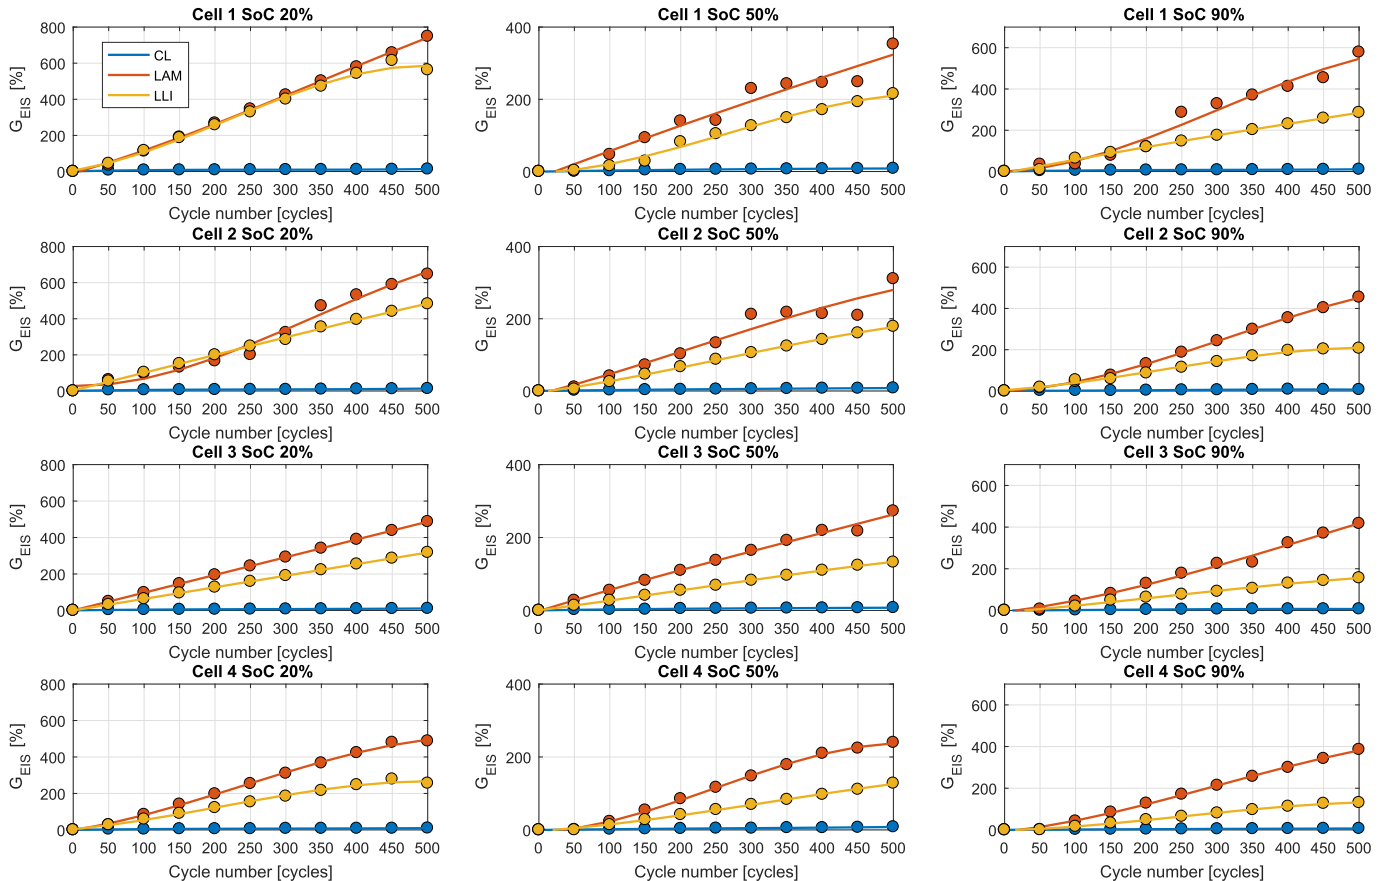 Cell 1 SoC 20%
800
600
400
200
0
G_EIS [%]
CL
LAM
LLI
0 50 100 150 200 250 300 350 400 450 500
Cycle number [cycles]
Cell 1 SoC 50%
400
200
0
G_EIS [%]
0 50 100 150 200 250 300 350 400 450 500
Cycle number [cycles]
Cell 1 SoC 90%
600
400
200
0
G_EIS [%]
0 50 100 150 200 250 300 350 400 450 500
Cycle number [cycles]
Cell 2 SoC 20%
800
600
400
200
0
G_EIS [%]
0 50 100 150 200 250 300 350 400 450 500
Cycle number [cycles]
Cell 2 SoC 50%
400
200
0
G_EIS [%]
0 50 100 150 200 250 300 350 400 450 500
Cycle number [cycles]
Cell 2 SoC 90%
600
400
200
0
G_EIS [%]
0 50 100 150 200 250 300 350 400 450 500
Cycle number [cycles]
Cell 3 SoC 20%
800
600
400
200
0
G_EIS [%]
0 50 100 150 200 250 300 350 400 450 500
Cycle number [cycles]
Cell 3 SoC 50%
400
200
0
G_EIS [%]
0 50 100 150 200 250 300 350 400 450 500
Cycle number [cycles]
Cell 3 SoC 90%
600
400
200
0
G_EIS [%]
0 50 100 150 200 250 300 350 400 450 500
Cycle number [cycles]
Cell 4 SoC 20%
800
600
400
200
0
G_EIS [%]
0 50 100 150 200 250 300 350 400 450 500
Cycle number [cycles]
Cell 4 SoC 50%
400
200
0
G_EIS [%]
0 50 100 150 200 250 300 350 400 450 500
Cycle number [cycles]
Cell 4 SoC 90%
600
400
200
0
G_EIS [%]
0 50 100 150 200 250 300 350 400 450 500
Cycle number [cycles]